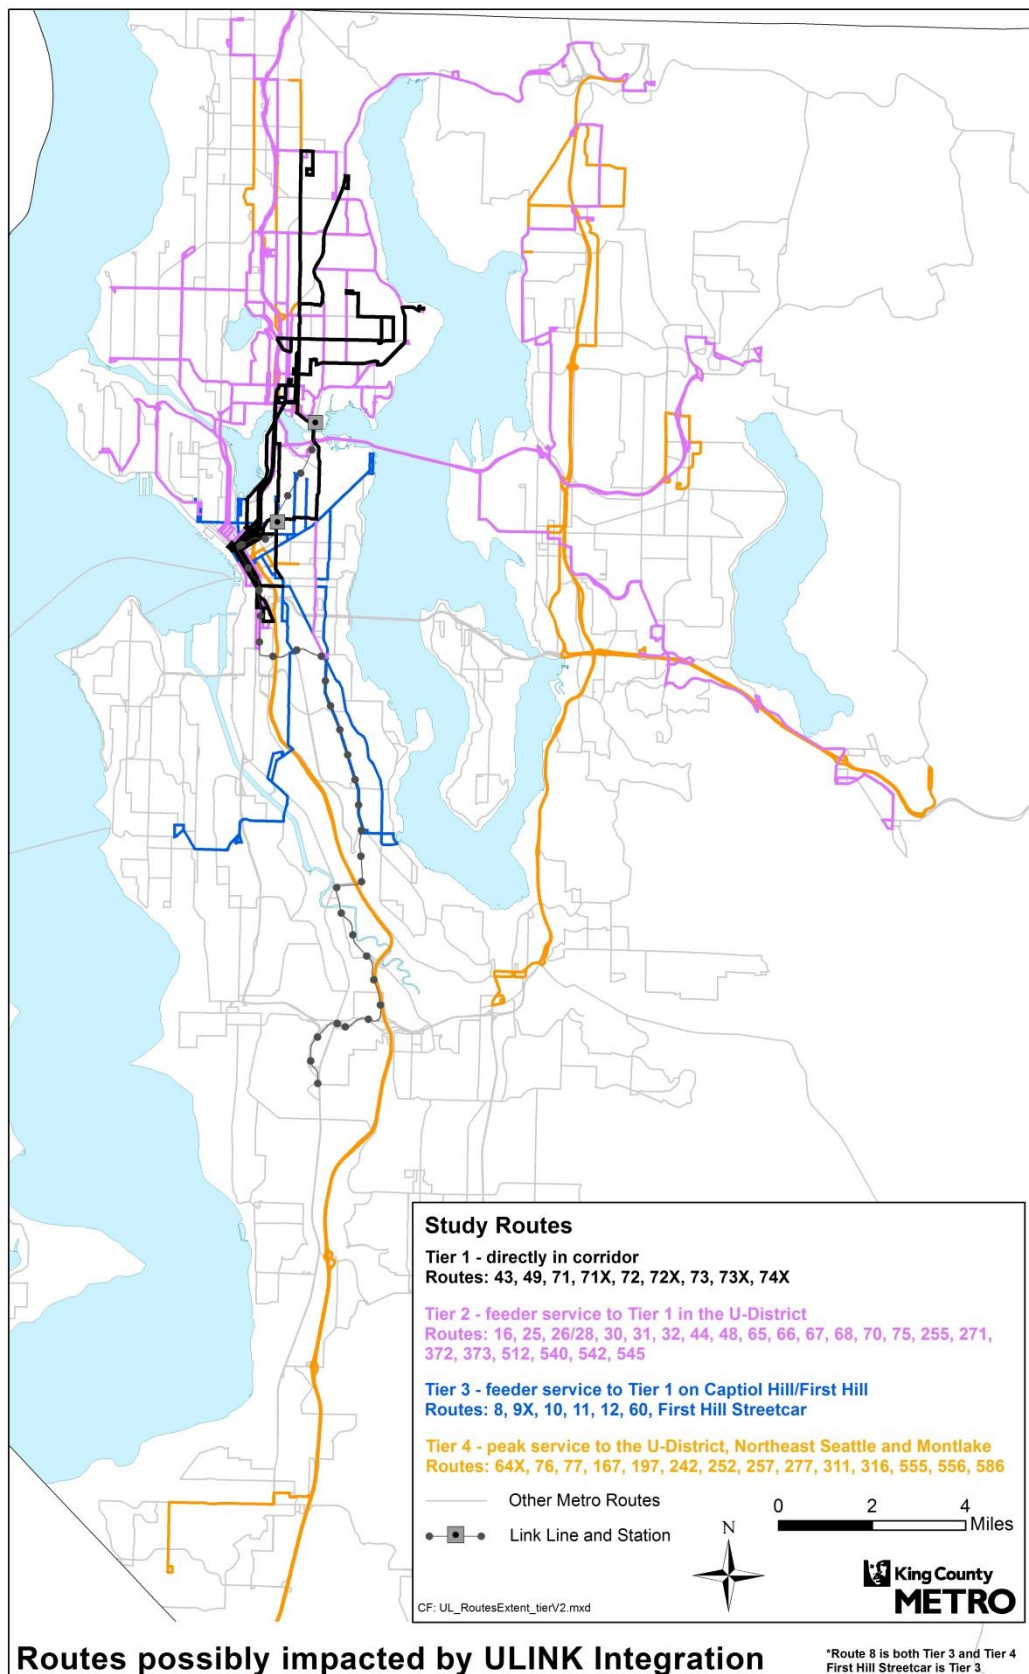 Study Routes
Tier 1 - directly in corridor
Routes: 43, 49, 71, 71X, 72, 72X, 73, 73X, 74X
Tier 2 - feeder service to Tier 1 in the U-District
Routes: 16, 25, 26/28, 30, 31, 32, 44, 48, 65, 66, 67, 68, 70, 75, 255, 271,
372, 373, 512, 540, 542, 545
Tier 3 - feeder service to Tier 1 on Captiol Hill/First Hill
Routes: 8, 9X, 10, 11, 12, 60, First Hill Streetcar
Tier 4 - peak service to the U-District, Northeast Seattle and Montlake
Routes: 64X, 76, 77, 167, 197, 242, 252, 257, 277, 311, 316, 555, 556, 586
Other Metro Routes
Link Line and Station
0 2 4
Miles
N
King County
METRO
CF: UL_RoutesExtent_tierV2.mxd
Routes possibly impacted by ULINK Integration
*Route 8 is both Tier 3 and Tier 4
First Hill Streetcar is Tier 3